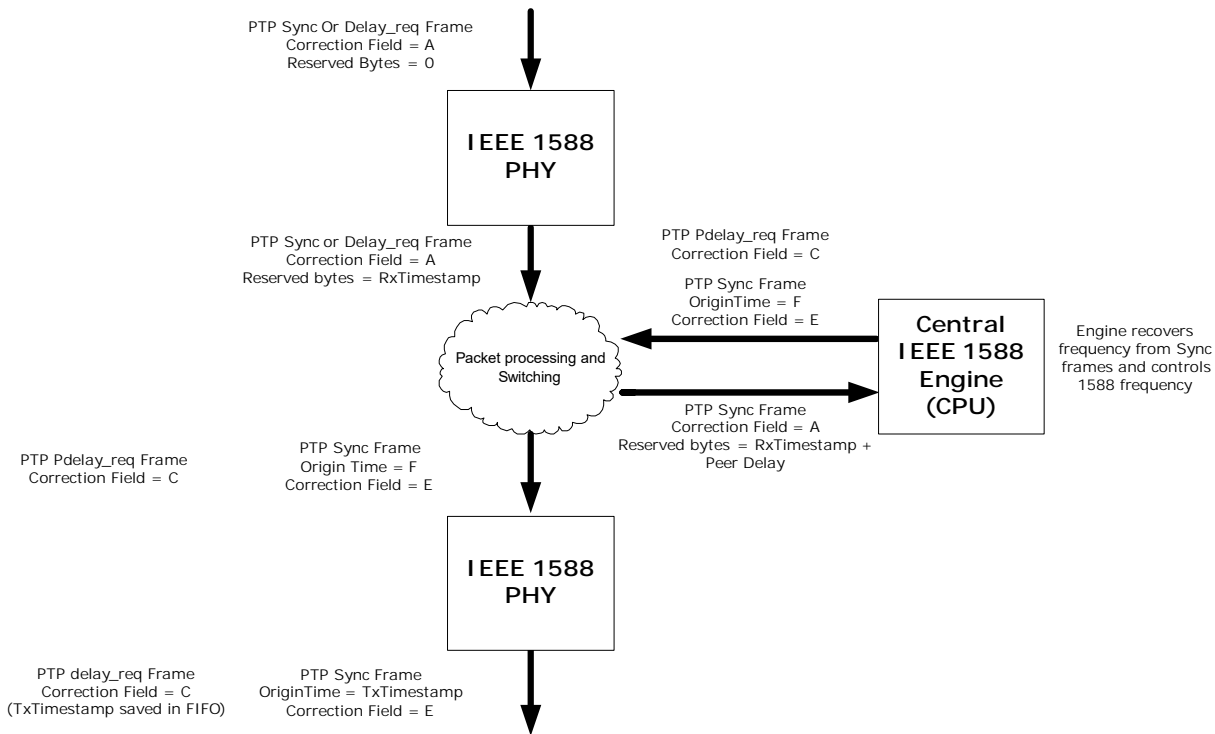 PTP Sync Or Delay_req Frame
Correction Field = A
Reserved Bytes = 0
IEEE 1588
PHY
PTP Sync or Delay_req Frame
Correction Field = A
Reserved bytes = RxTimestamp
PTP Pdelay_req Frame
Correction Field = C
PTP Sync Frame
OriginTime = F
Correction Field = E
Packet processing and
Switching
Central
IEEE 1588
Engine
(CPU)
Engine recovers
frequency from Sync
frames and controls
1588 frequency
PTP Sync Frame
Correction Field = A
Reserved bytes = RxTimestamp +
Peer Delay
PTP Pdelay_req Frame
Correction Field = C
PTP Sync Frame
Origin Time = F
Correction Field = E
IEEE 1588
PHY
PTP delay_req Frame
Correction Field = C
(TxTimestamp saved in FIFO)
PTP Sync Frame
OriginTime = TxTimestamp
Correction Field = E